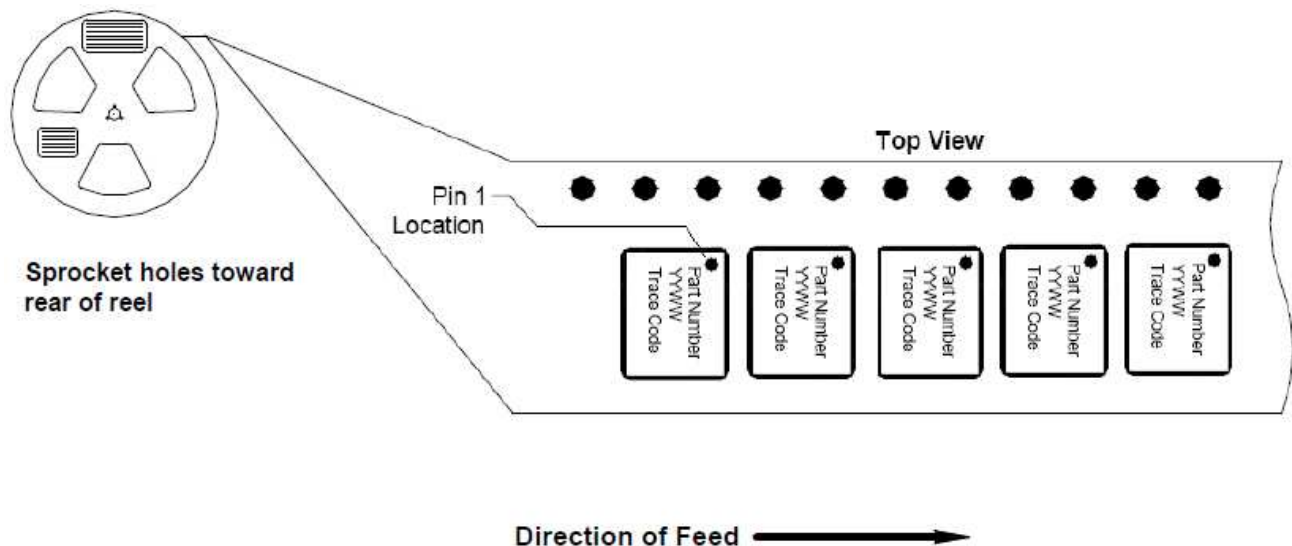 Top View
Pin 1
Location
Sprocket holes toward
rear of reel
Part Number
YYWW
Trace Code
Part Number
YYWW
Trace Code
Part Number
YYWW
Trace Code
Part Number
YYWW
Trace Code
Part Number
YYWW
Trace Code
Direction of Feed